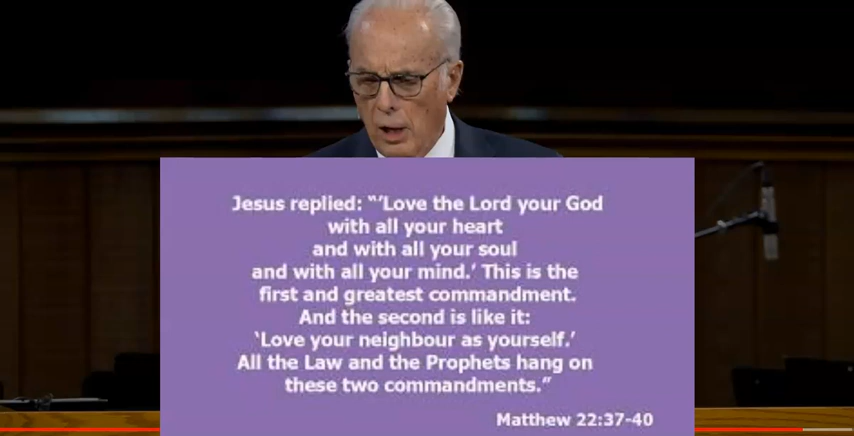 Jesus replied: “‘Love the Lord your God
with all your heart
and with all your soul
and with all your mind.’ This is the
first and greatest commandment.
And the second is like it:
‘Love your neighbour as yourself.’
All the Law and the Prophets hang on
these two commandments.”
Matthew 22:37-40